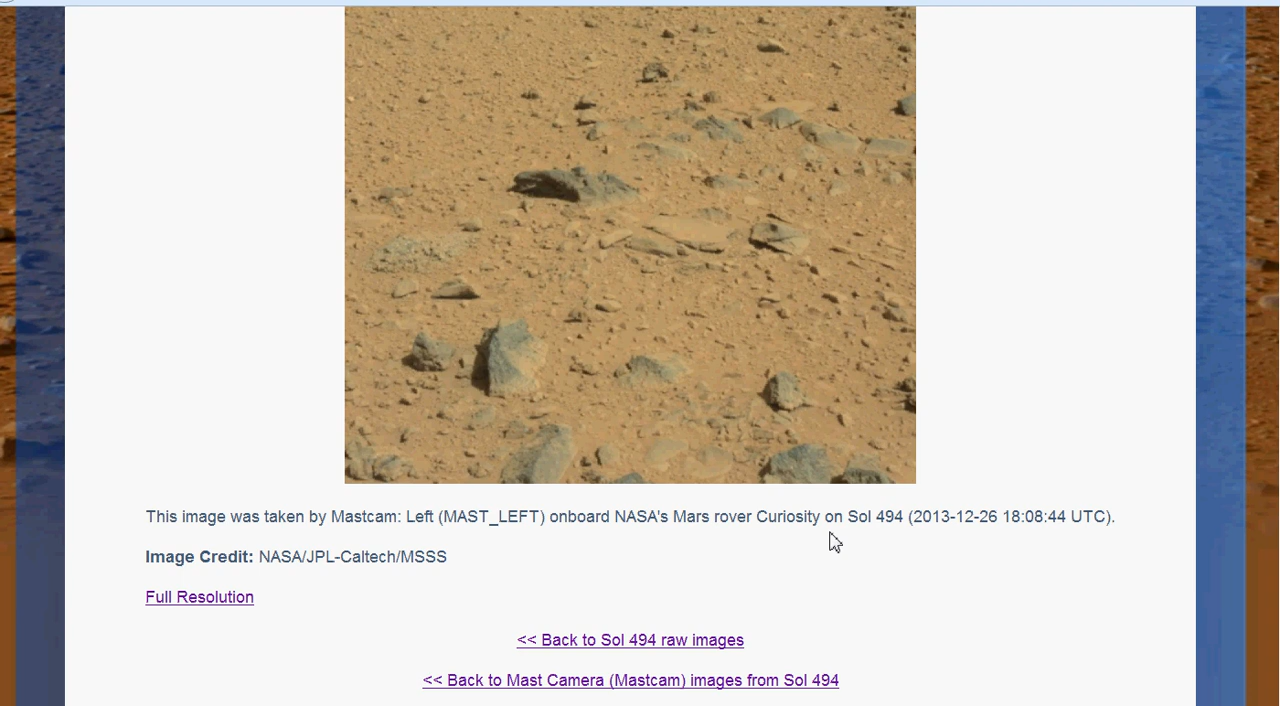 This image was taken by Mastcam: Left (MAST_LEFT) onboard NASA's Mars rover Curiosity on Sol 494 (2013-12-26 18:08:44 UTC).
Image Credit: NASA/JPL-Caltech/MSSS
Full Resolution
<< Back to Sol 494 raw images
<< Back to Mast Camera (Mastcam) images from Sol 494